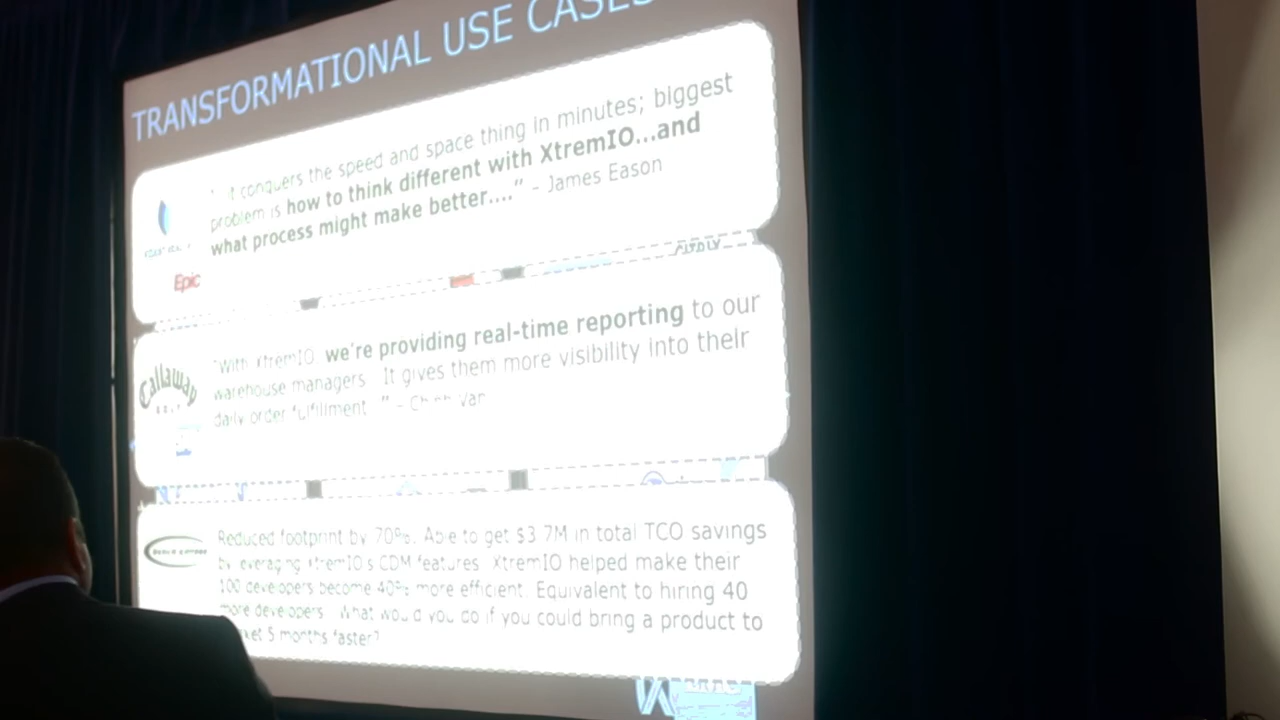 TRANSFORMATIONAL USE CASES
it conquers the speed and space thing in minutes; biggest
problem is how to think different with XtremIO...and
what process might make better....” – James Eason
Epic
Callaway
“With XtremIO, we're providing real-time reporting to our
warehouse managers. It gives them more visibility into their
daily order fulfillment.” –
Reduced footprint by 70%. Able to get $3.7M in total TCO savings
by leveraging XtremIO's CDM features. XtremIO helped make their
100 developers become 40% more efficient. Equivalent to hiring 40
more developers. What would you do if you could bring a product to
5 months faster?